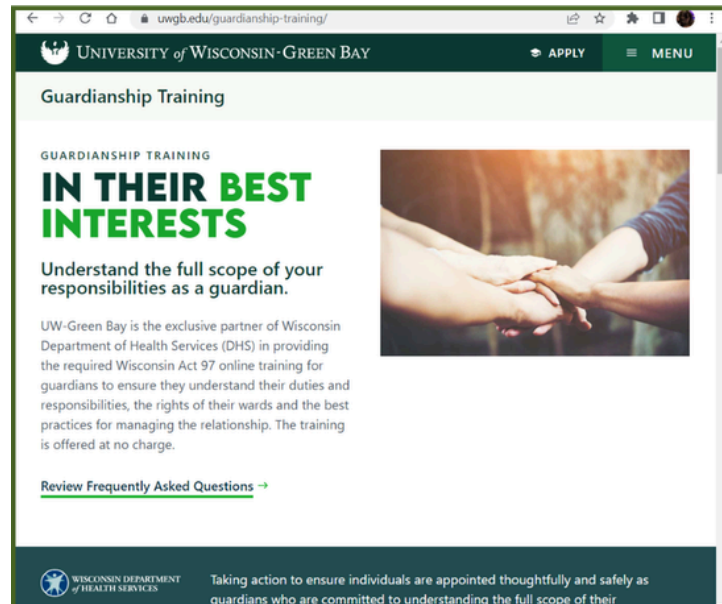 uwgb.edu/guardianship-training/
UNIVERSITY of WISCONSIN-GREEN BAY
APPLY
MENU
Guardianship Training
GUARDIANSHIP TRAINING
IN THEIR BEST
INTERESTS
Understand the full scope of your
responsibilities as a guardian.
UW-Green Bay is the exclusive partner of Wisconsin
Department of Health Services (DHS) in providing
the required Wisconsin Act 97 online training for
guardians to ensure they understand their duties and
responsibilities, the rights of their wards and the best
practices for managing the relationship. The training
is offered at no charge.
Review Frequently Asked Questions →
WISCONSIN DEPARTMENT
of HEALTH SERVICES
Taking action to ensure individuals are appointed thoughtfully and safely as
guardians who are committed to understanding the full scope of their